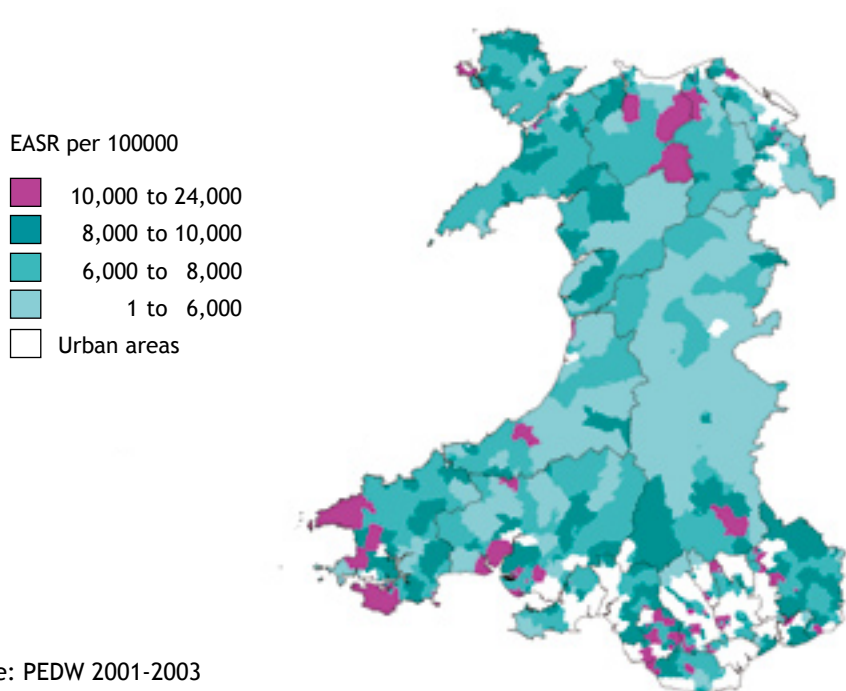 EASR per 100000
10,000 to 24,000
8,000 to 10,000
6,000 to 8,000
1 to 6,000
Urban areas
e: PEDW 2001-2003